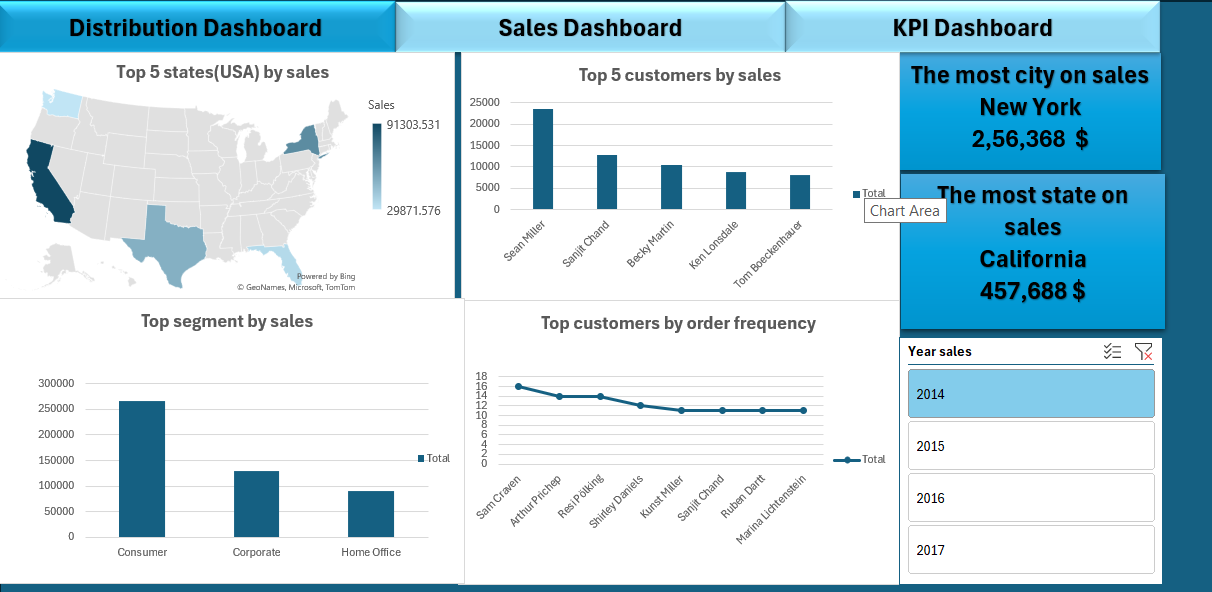 Distribution Dashboard
Sales Dashboard
KPI Dashboard
Top 5 states(USA) by sales
Sales
91303.531
29871.576
Powered by Bing
© GeoNames, Microsoft, TomTom
Top 5 customers by sales
25000
20000
15000
10000
5000
0
Sean Miller
Sanjit Chand
Becky Martin
Ken Lonsdale
Tom Boeckenhauer
Total
Chart Area
The most city on sales
New York
2,56,368 $
The most state on
sales
California
457,688 $
Top segment by sales
300000
250000
200000
150000
100000
50000
0
Consumer
Corporate
Home Office
Total
Top customers by order frequency
18
16
14
12
10
8
6
4
2
0
Sam Craven
Arthur Prichep
Resi Pölking
Shirley Daniels
Kunst Miller
Sanjit Chand
Ruben Dartt
Maria Lichtenstein
Total
Year sales
2014
2015
2016
2017